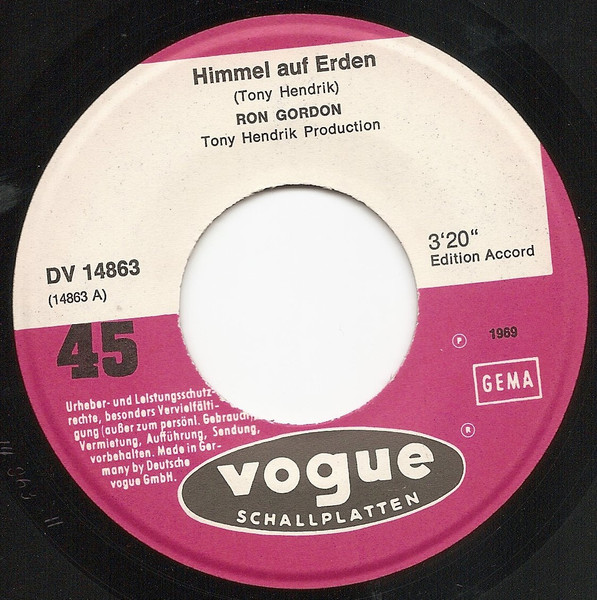 Himmel auf Erden
(Tony Hendrik)
RON GORDON
Tony Hendrik Production
3'20"
Edition Accord
DV 14863
(14863 A)
45
℗ 1969
GEMA
Urheber- und Leistungsschutz-
rechte, besonders Vervielfälti-
gung (außer zum persönl. Gebrauch)
Vermietung, Aufführung, Sendung,
vorbehalten. Made in Ger-
many by Deutsche
vogue GmbH.
®
vogue
SCHALLPLATTEN